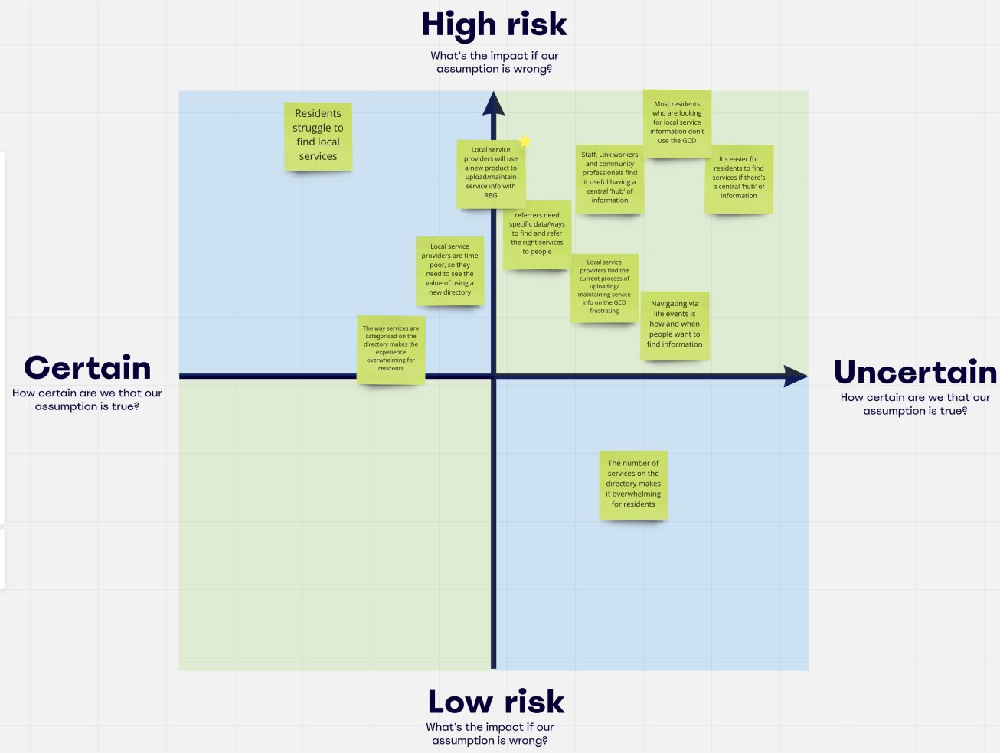 High risk
What's the impact if our
assumption is wrong?
Residents
struggle to
find local
services
Local service
providers will use
a new product to
upload/maintain
service info with
RBG
Staff, Link workers
and community
professionals find
it useful having a
central 'hub' of
information
Most residents
who are looking
for local service
information don't
use the GCD
It's easier for
residents to find
services if there's
a central 'hub' of
information
referrers need
specific data/ways
to find and refer
the right services
to people
Local service
providers are time
poor, so they
need to see the
value of using a
new directory
Local service
providers find the
current process of
uploading/
maintaining service
info on the GCD
frustrating
Navigating via
life events is
how and when
people want to
find information
The way services are
categorised on the
directory makes the
experience
overwhelming for
residents
Certain
How certain are we that our
assumption is true?
Uncertain
How certain are we that our
assumption is true?
The number of
services on the
directory makes
it overwhelming
for residents
Low risk
What's the impact if our
assumption is wrong?